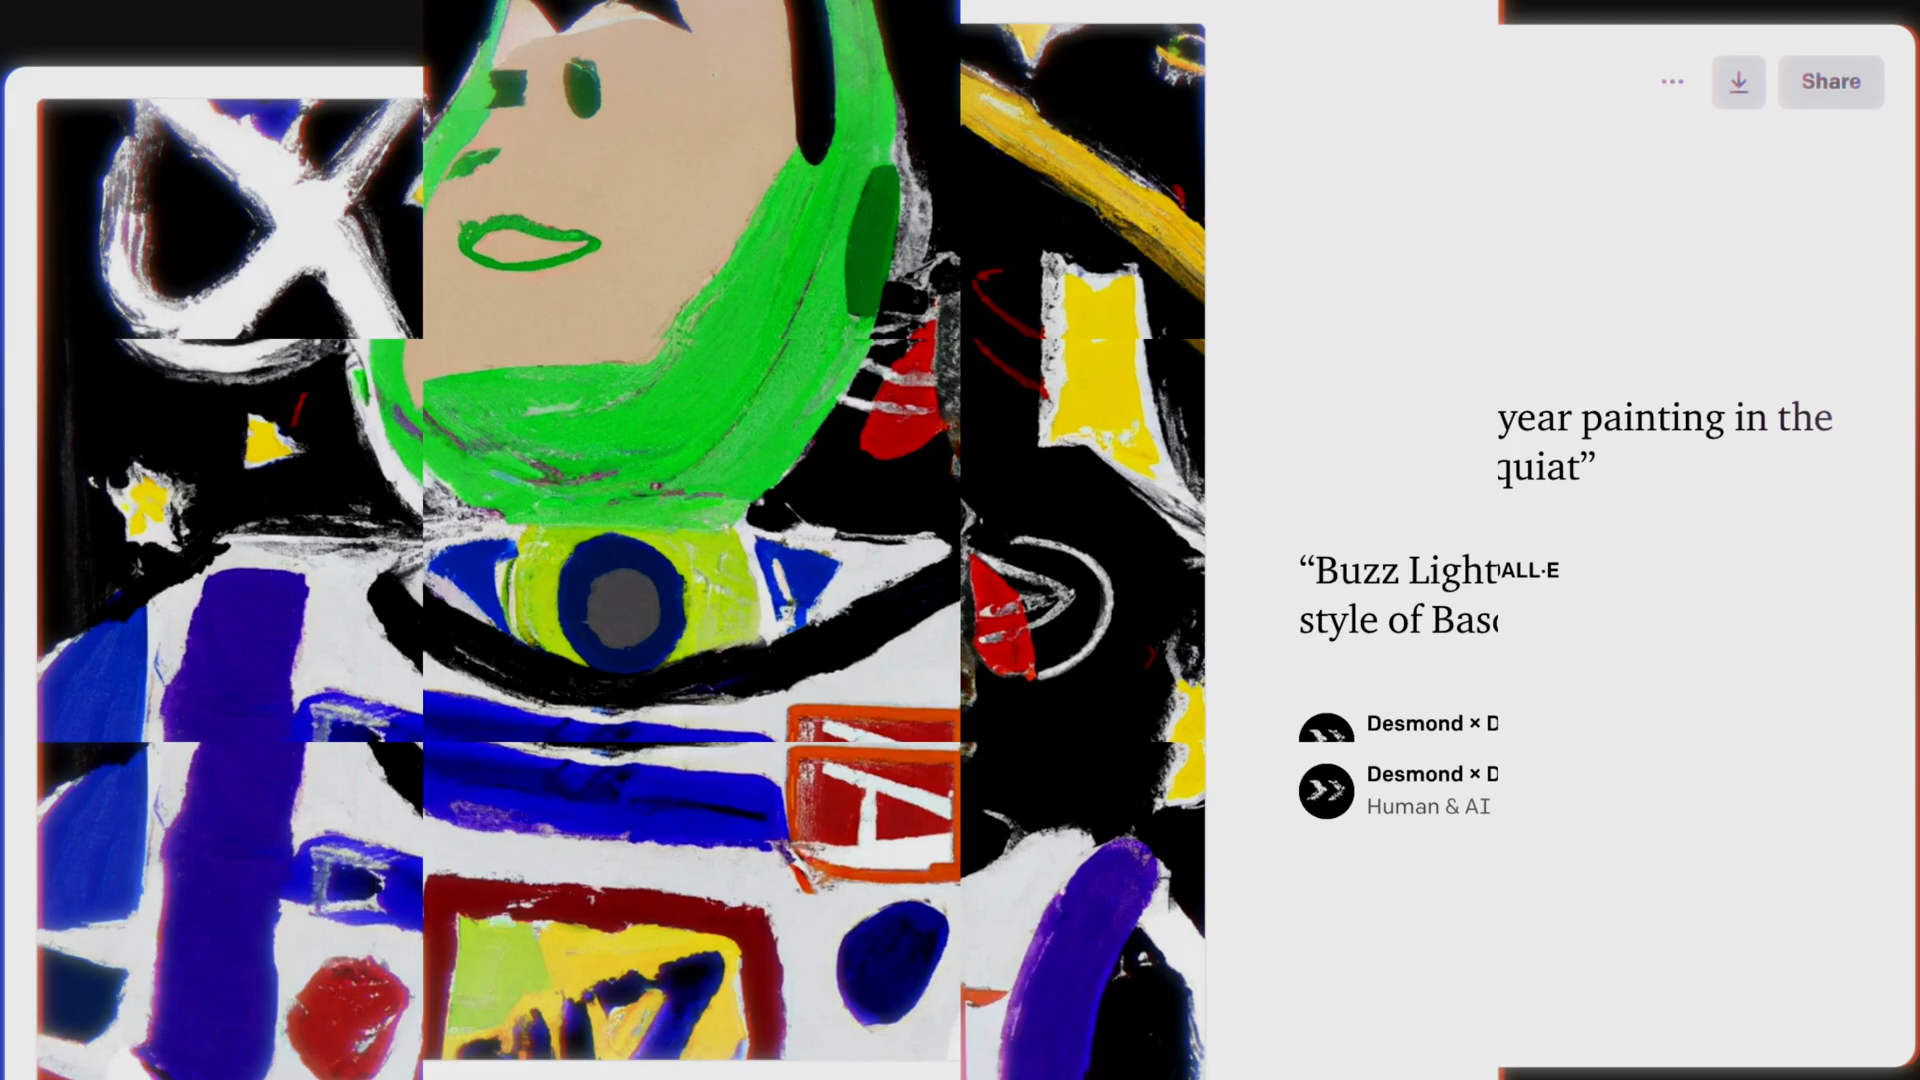 Share
year painting in the
quiat”
“Buzz Light
ALL·E
style of Bas
Desmond × D
Desmond × D
Human & AI